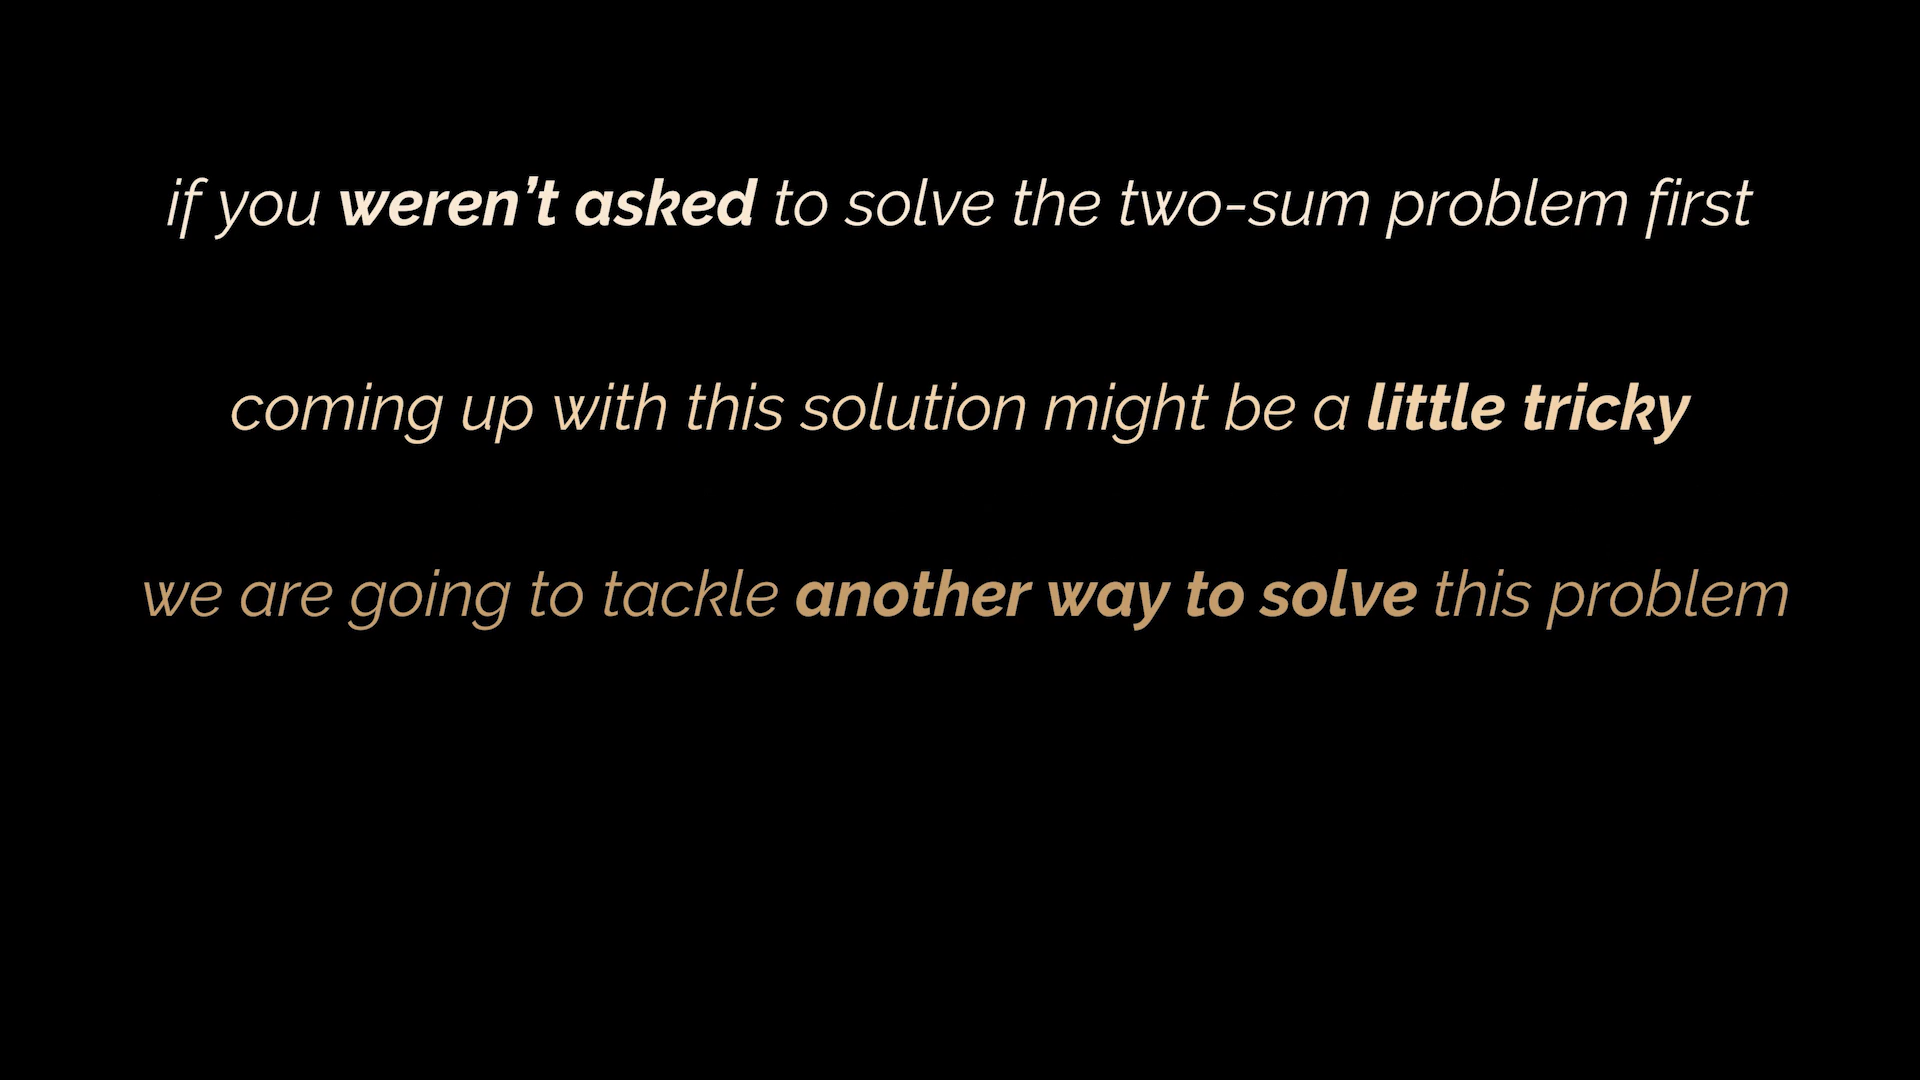 if you weren’t asked to solve the two-sum problem first
coming up with this solution might be a little tricky
we are going to tackle another way to solve this problem